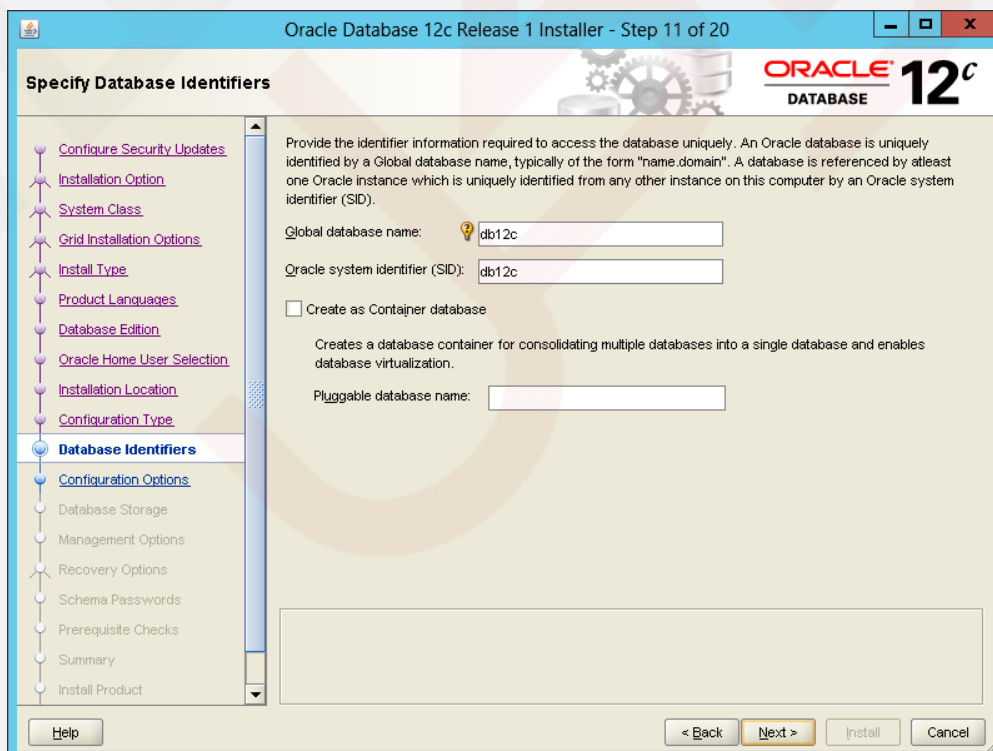 Oracle Database 12c Release 1 Installer - Step 11 of 20
Specify Database Identifiers
ORACLE
DATABASE
12c
Configure Security Updates
Installation Option
System Class
Grid Installation Options
Install Type
Product Languages
Database Edition
Oracle Home User Selection
Installation Location
Configuration Type
Database Identifiers
Configuration Options
Database Storage
Management Options
Recovery Options
Schema Passwords
Prerequisite Checks
Summary
Install Product
Provide the identifier information required to access the database uniquely. An Oracle database is uniquely
identified by a Global database name, typically of the form "name.domain". A database is referenced by atleast
one Oracle instance which is uniquely identified from any other instance on this computer by an Oracle system
identifier (SID).
Global database name: db12c
Oracle system identifier (SID): db12c
Create as Container database
Creates a database container for consolidating multiple databases into a single database and enables
database virtualization.
Pluggable database name:
Help
< Back
Next >
Install
Cancel